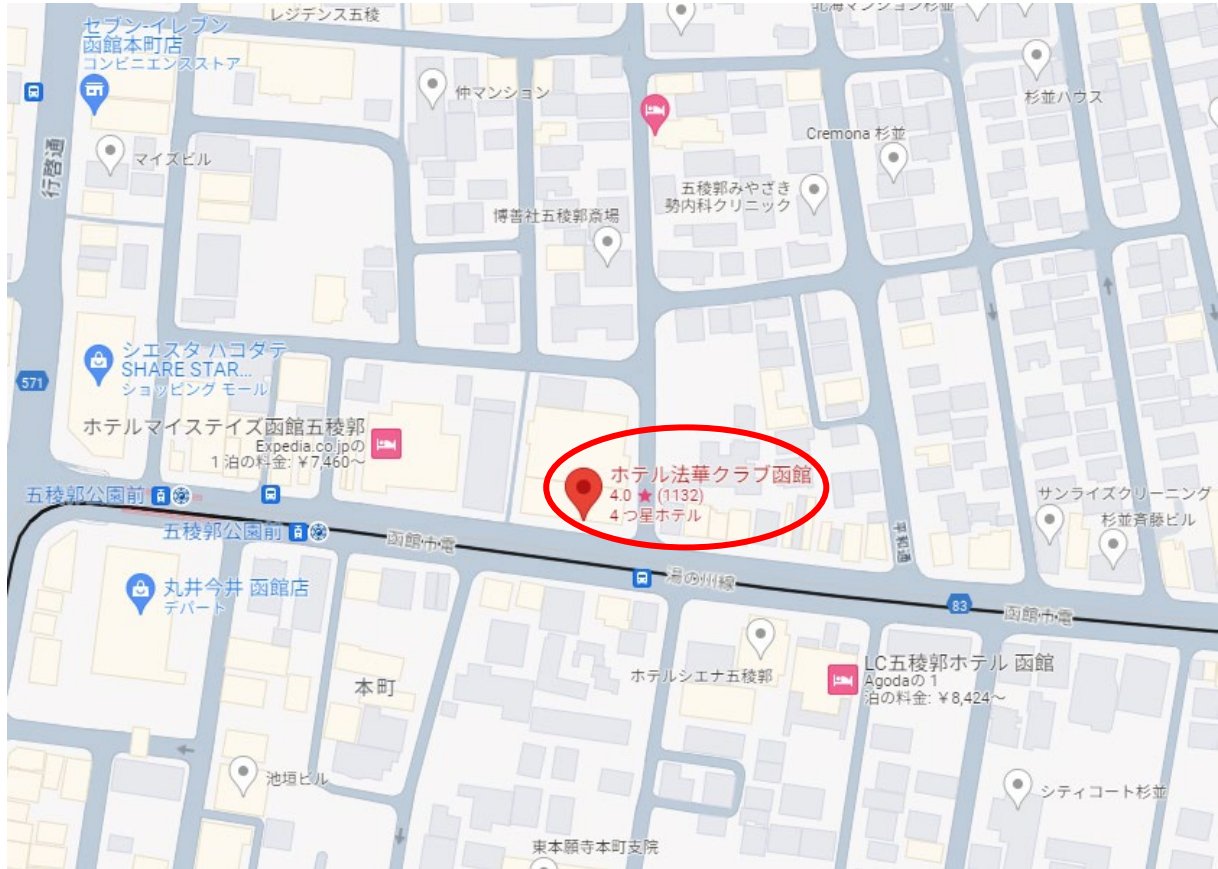 レジデンス五稜
北海マンション杉並
セブン-イレブン
函館本町店
コンビニエンスストア
仲マンション
杉並ハウス
Cremona 杉並
マイズビル
行啓通
五稜郭みやざき
勢内科クリニック
博善社五稜郭斎場
シエスタ ハコダテ
SHARE STAR...
ショッピング モール
571
ホテルマイステイズ函館五稜郭
Expedia.co.jpの
1 泊の料金: ￥7,460～
ホテル法華クラブ函館
4.0 ★ (1132)
4 つ星ホテル
五稜郭公園前
サンライズクリーニング
杉並斉藤ビル
五稜郭公園前
函館市電
平和通
湯の川線
丸井今井 函館店
デパート
83
函館市電
ホテルシエナ五稜郭
LC五稜郭ホテル 函館
Agodaの 1
泊の料金: ￥8,424～
本町
池垣ビル
シティコート杉並
東本願寺本町支院